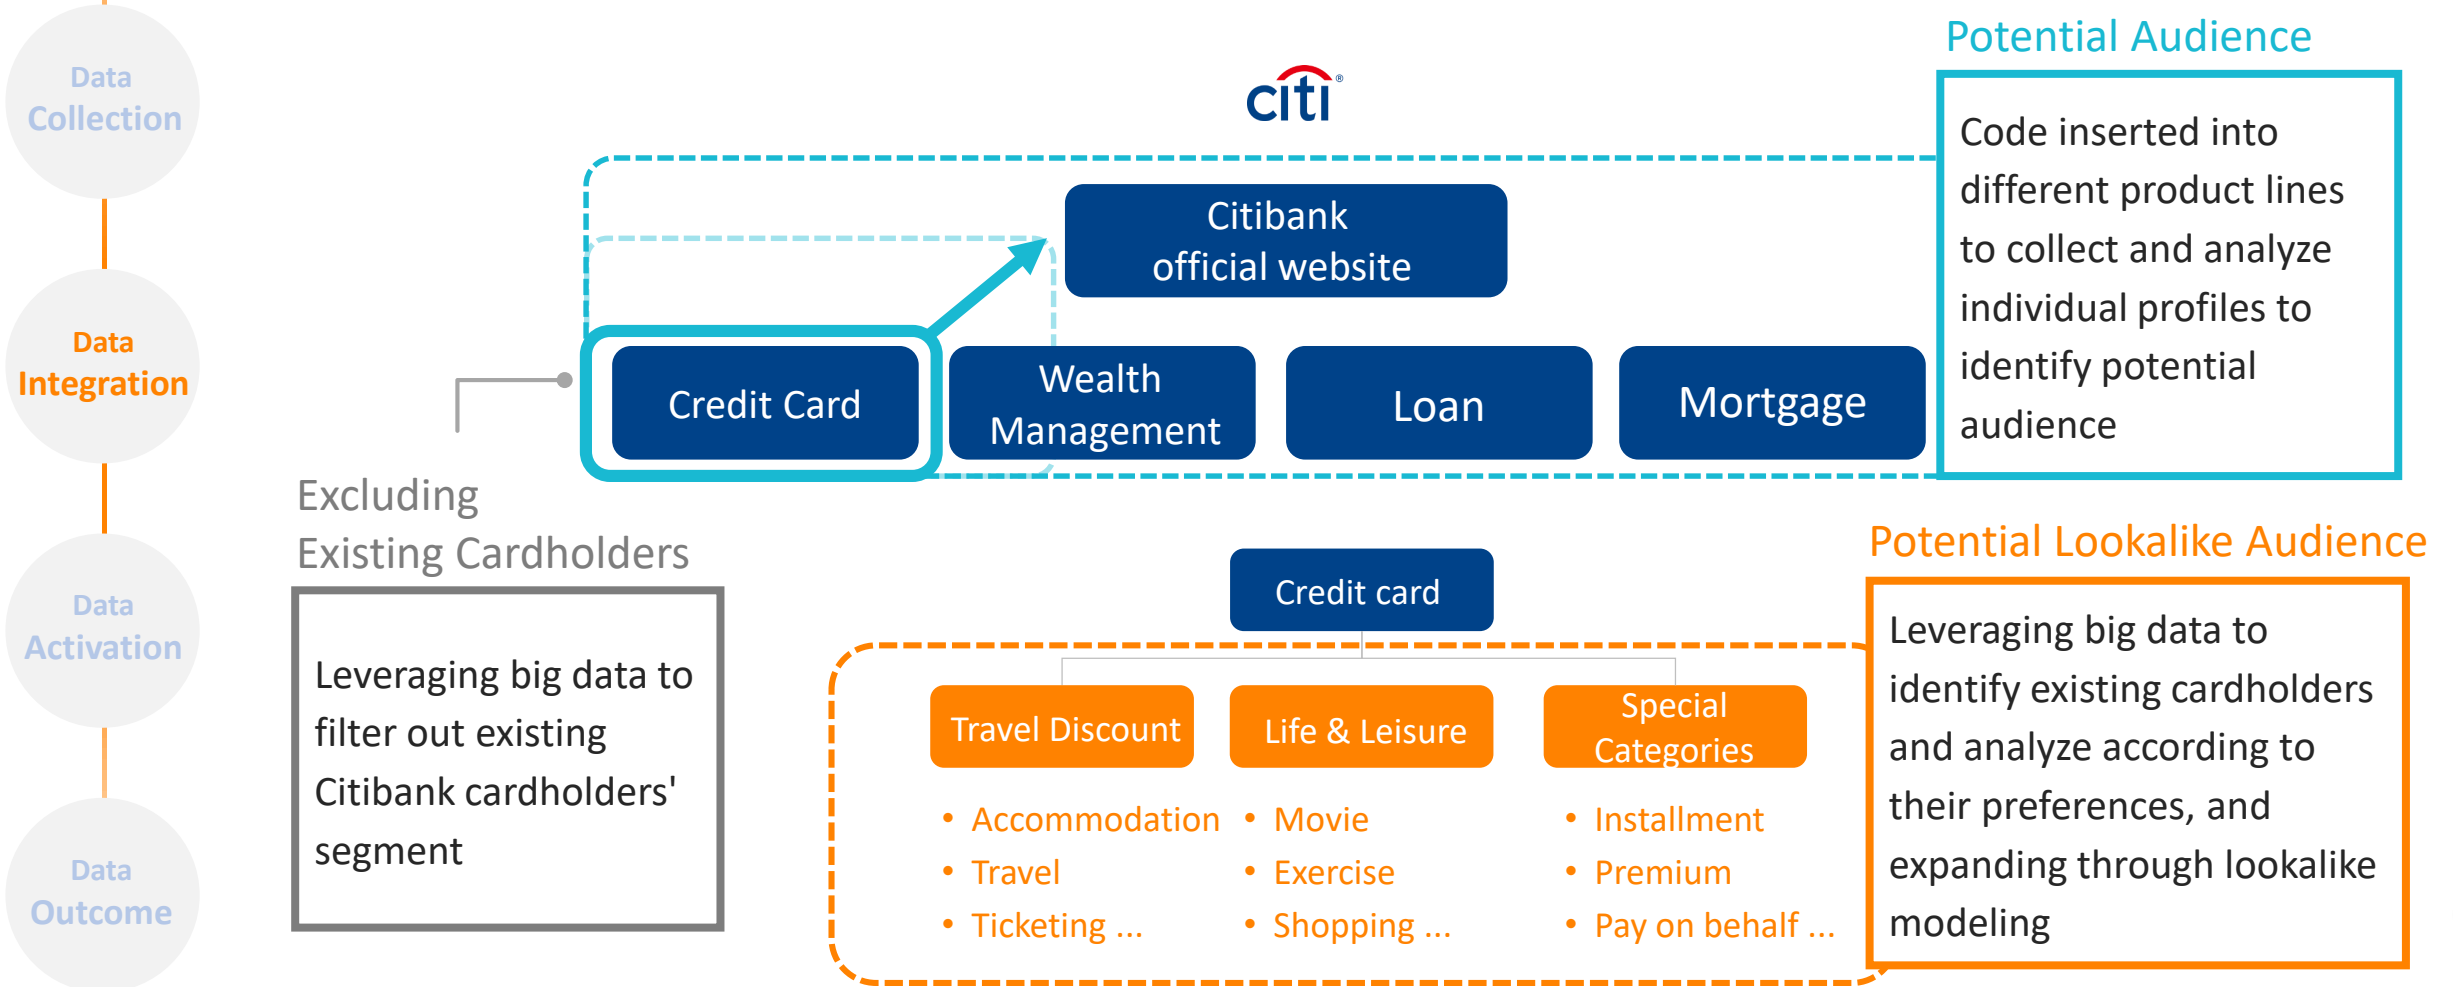 Data
Collection
Data
Integration
Data
Activation
Data
Outcome
citi®
Citibank
official website
Credit Card
Wealth
Management
Loan
Mortgage
Potential Audience
Code inserted into
different product lines
to collect and analyze
individual profiles to
identify potential
audience
Excluding
Existing Cardholders
Leveraging big data to
filter out existing
Citibank cardholders'
segment
Credit card
Travel Discount
• Accommodation
• Travel
• Ticketing ...
Life & Leisure
• Movie
• Exercise
• Shopping ...
Special
Categories
• Installment
• Premium
• Pay on behalf ...
Potential Lookalike Audience
Leveraging big data to
identify existing cardholders
and analyze according to
their preferences, and
expanding through lookalike
modeling